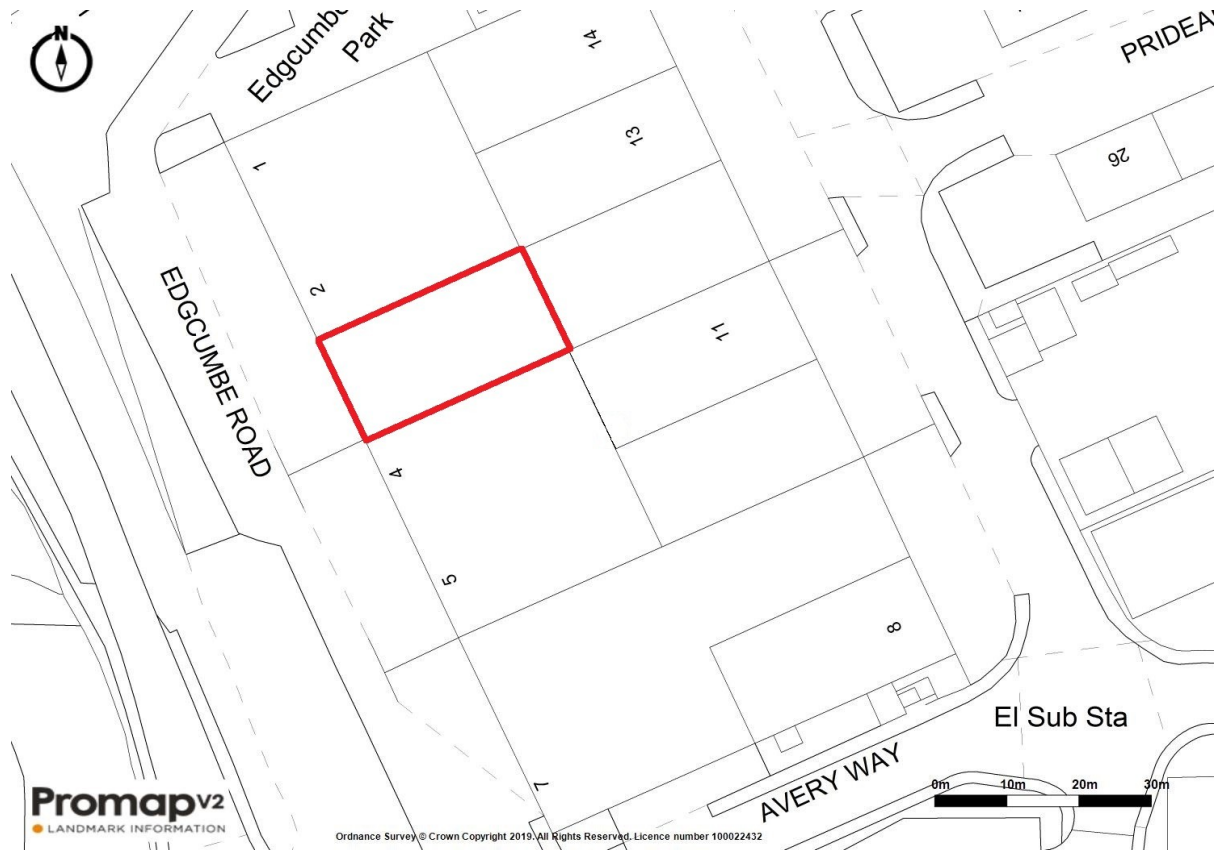 N
Edgcumbe
Park
14
PRIDEA
13
26
1
2
EDGCUMBE ROAD
11
4
5
8
El Sub Sta
7
AVERY WAY
0m 10m 20m 30m
Promap V2
LANDMARK INFORMATION
Ordnance Survey © Crown Copyright 2019. All Rights Reserved. Licence number 100022432